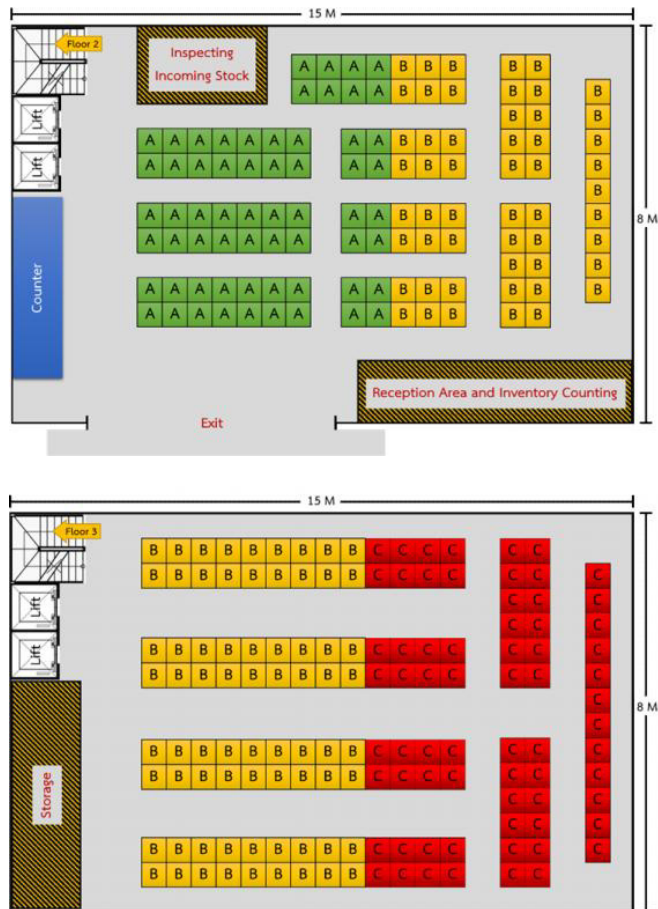 15 M
Floor 2
Inspecting
Incoming Stock
A A A A B B B B B
A A A A B B B B B B
B B B
Lift
A A A A A A A A A B B B B B B
Lift
A A A A A A A A A B B B B B B
B
A A A A A A A A A B B B B B B
8 M
A A A A A A A A A B B B B B B
B B B
Counter
A A A A A A A A A B B B B B B
A A A A A A A A A B B B B B
Reception Area and Inventory Counting
Exit
15 M
Floor 3
B B B B B B B B B C C C C C C
B B B B B B B B B C C C C C C C
Lift
C C C
C C C
Lift
B B B B B B B B B C C C C C C C
B B B B B B B B B C C C C C C C
C
8 M
C
B B B B B B B B B C C C C C C C
B B B B B B B B B C C C C C C C
Storage
C C C
C C C
B B B B B B B B B C C C C C C C
B B B B B B B B B C C C C C C